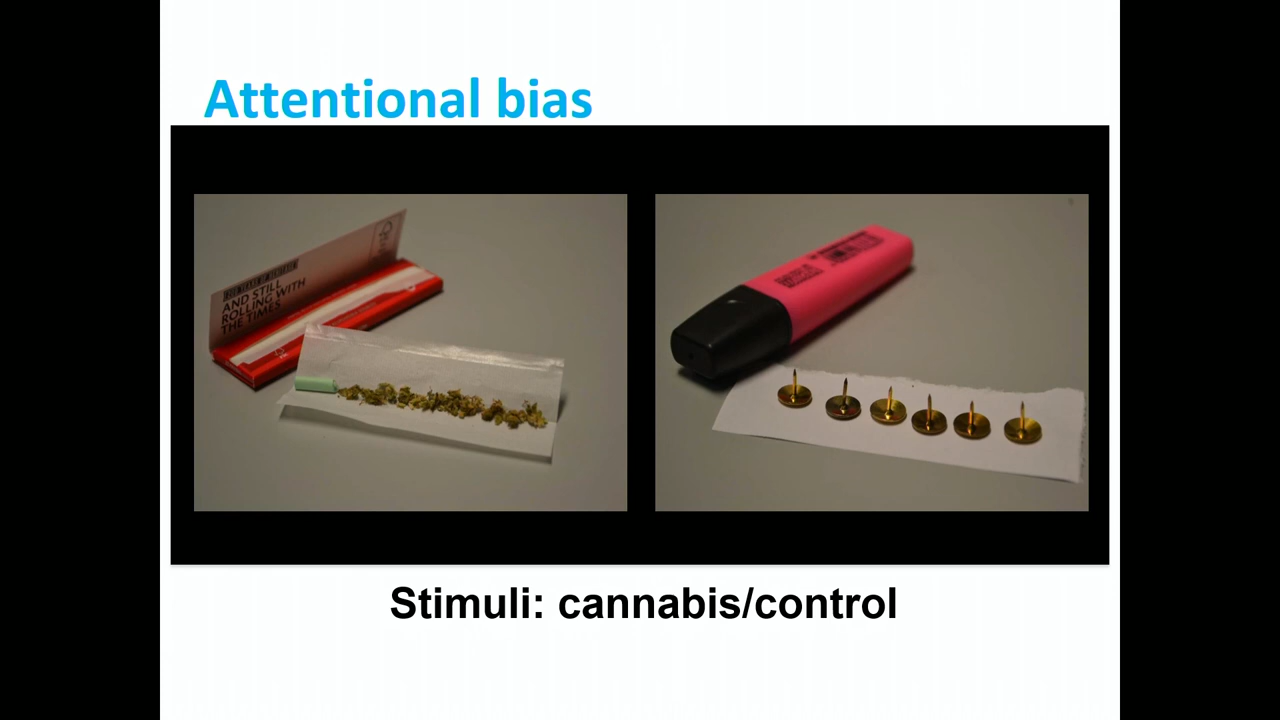 Attentional bias
AND STILL
ROLLING WITH
THE TIMES
Stimuli: cannabis/control